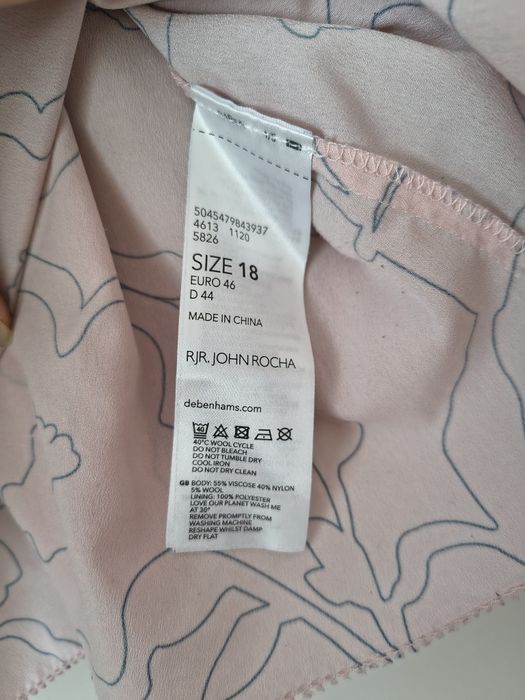 5045479843937
4613 1120
5826
SIZE 18
EURO 46
D 44
MADE IN CHINA
RJR. JOHN ROCHA
debenhams.com
40
40°C WOOL CYCLE
DO NOT BLEACH
DO NOT TUMBLE DRY
COOL IRON
DO NOT DRY CLEAN
GB BODY: 55% VISCOSE 40% NYLON
5% WOOL
LINING: 100% POLYESTER
LOVE OUR PLANET WASH ME
AT 30°
REMOVE PROMPTLY FROM
WASHING MACHINE
RESHAPE WHILST DAMP
DRY FLAT